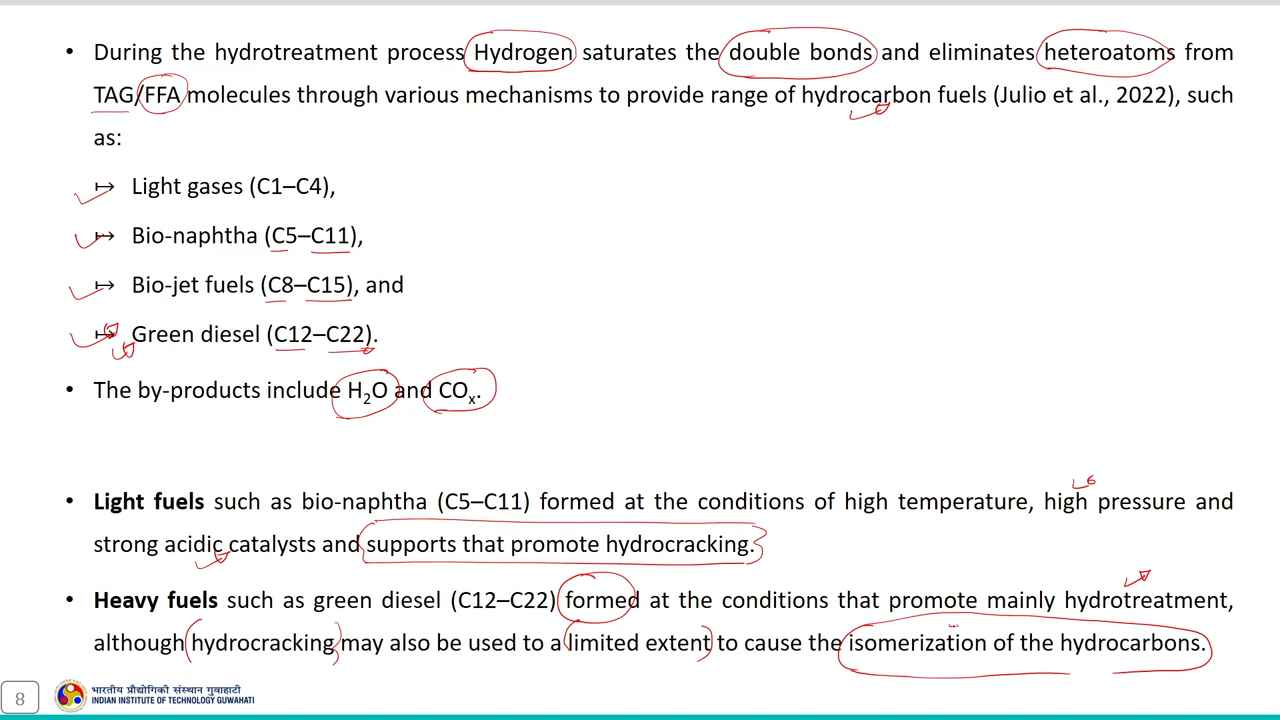 • During the hydrotreatment process Hydrogen saturates the double bonds and eliminates heteroatoms from
TAG/FFA molecules through various mechanisms to provide range of hydrocarbon fuels (Julio et al., 2022), such
as:
↦ Light gases (C1–C4),
↦ Bio-naphtha (C5–C11),
↦ Bio-jet fuels (C8–C15), and
↦ Green diesel (C12–C22).
• The by-products include H₂O and COₓ.
• Light fuels such as bio-naphtha (C5–C11) formed at the conditions of high temperature, high pressure and
strong acidic catalysts and supports that promote hydrocracking.
• Heavy fuels such as green diesel (C12–C22) formed at the conditions that promote mainly hydrotreatment,
although hydrocracking may also be used to a limited extent to cause the isomerization of the hydrocarbons.
8
भारतीय प्रौद्योगिकी संस्थान गुवाहाटी
INDIAN INSTITUTE OF TECHNOLOGY GUWAHATI